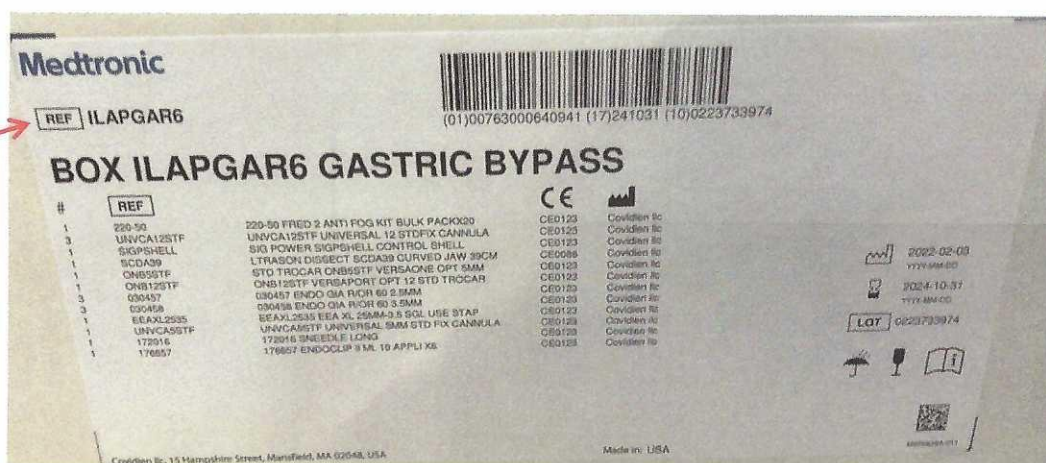 Medtronic
REF ILAPGAR6
(01)00763000640941 (17)241031 (10)0223733974
BOX ILAPGAR6 GASTRIC BYPASS
# REF CE
1 220-50 220-50 FRED 2 ANTI FOG KIT BULK PACKX20 CE0123 Covidien llc
3 UNVCA12STF UNVCA12STF UNIVERSAL 12 STDFIX CANNULA CE0123 Covidien llc
1 SIGPSHELL SIG POWER SIGPSHELL CONTROL SHELL CE0123 Covidien llc
1 SCDA39 LTRASON DISSECT SCDA39 CURVED JAW 39CM CE0086 Covidien llc
1 ONB5STF STD TROCAR ONB5STF VERSAONE OPT 5MM CE0123 Covidien llc
1 ONB12STF ONB12STF VERSAPORT OPT 12 STD TROCAR CE0123 Covidien llc
3 030457 030457 ENDO GIA R/OR 60 2.5MM CE0123 Covidien llc
3 030458 030458 ENDO GIA R/OR 60 3.5MM CE0123 Covidien llc
1 EEAXL2535 EEAXL2535 EEA XL 25MM-3.5 SGL USE STAP CE0123 Covidien llc
1 UNVCA5STF UNVCA5STF UNIVERSAL 5MM STD FIX CANNULA CE0123 Covidien llc
1 172016 172016 SNEEDLE LONG CE0123 Covidien llc
1 176657 176657 ENDOCLIP 3 ML 10 APPLI X6 CE0123 Covidien llc
2022-02-03
YYYY-MM-DD
2024-10-31
YYYY-MM-DD
LOT 0223733974
Covidien llc, 15 Hampshire Street, Mansfield, MA 02048, USA
Made in: USA